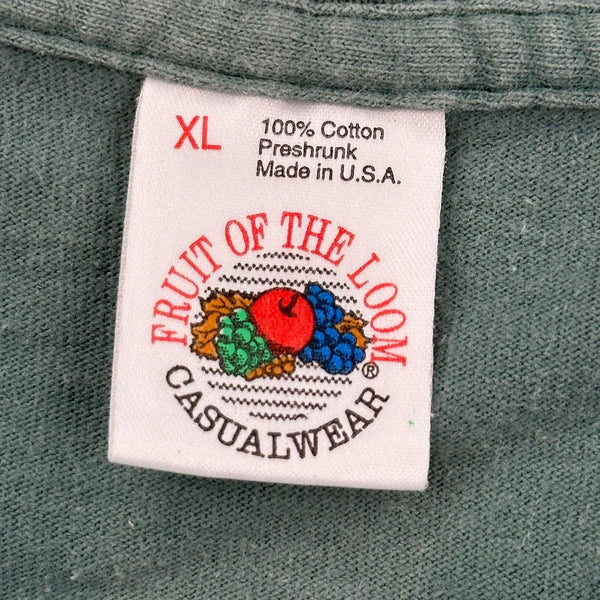 XL
100% Cotton
Preshrunk
Made in U.S.A.
FRUIT OF THE LOOM
®
CASUALWEAR